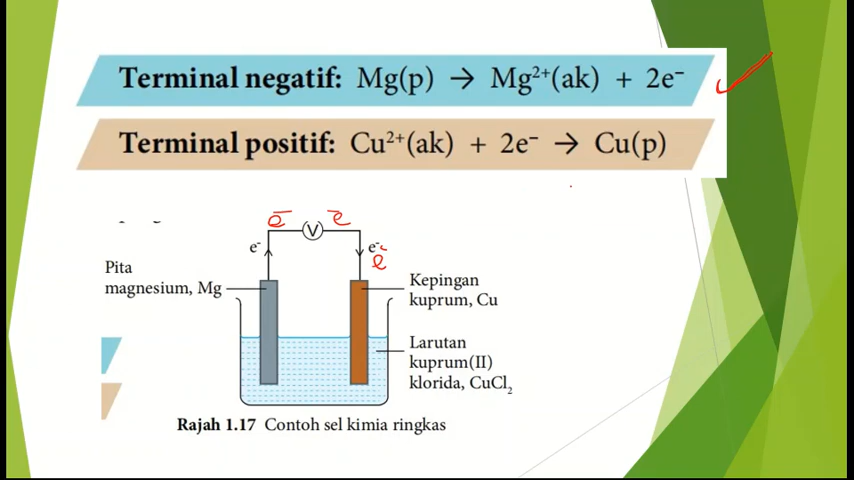 Terminal negatif: Mg(p) → Mg²⁺(ak) + 2e⁻
Terminal positif: Cu²⁺(ak) + 2e⁻ → Cu(p)
e⁻ e⁻
V
e⁻ e⁻
e⁻
Pita
magnesium, Mg
Kepingan
kuprum, Cu
Larutan
kuprum(II)
klorida, CuCl₂
Rajah 1.17 Contoh sel kimia ringkas